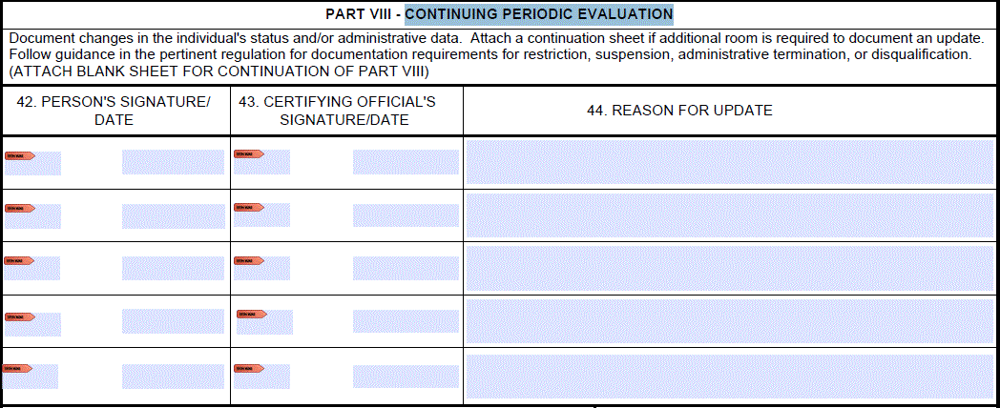 PART VIII - CONTINUING PERIODIC EVALUATION
Document changes in the individual's status and/or administrative data. Attach a continuation sheet if additional room is required to document an update.
Follow guidance in the pertinent regulation for documentation requirements for restriction, suspension, administrative termination, or disqualification.
(ATTACH BLANK SHEET FOR CONTINUATION OF PART VIII)
42. PERSON'S SIGNATURE/
DATE
43. CERTIFYING OFFICIAL'S
SIGNATURE/DATE
44. REASON FOR UPDATE